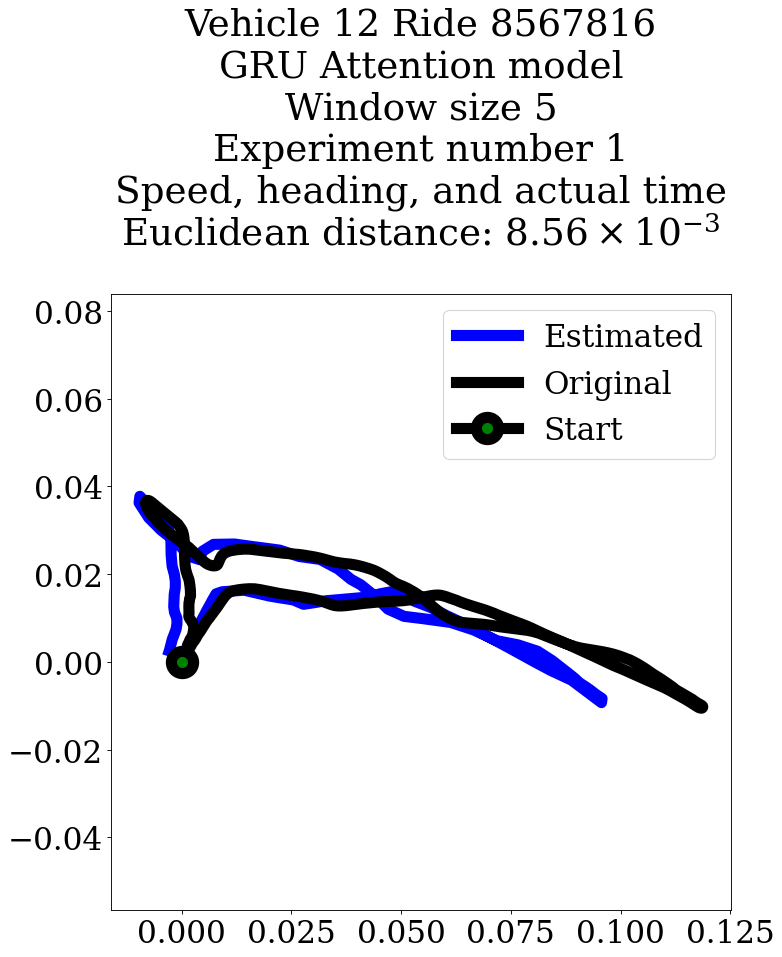 Vehicle 12 Ride 8567816
GRU Attention model
Window size 5
Experiment number 1
Speed, heading, and actual time
Euclidean distance: 8.56 × 10⁻³
0.08
0.06
0.04
0.02
0.00
−0.02
−0.04
Estimated
Original
Start
0.000 0.025 0.050 0.075 0.100 0.125